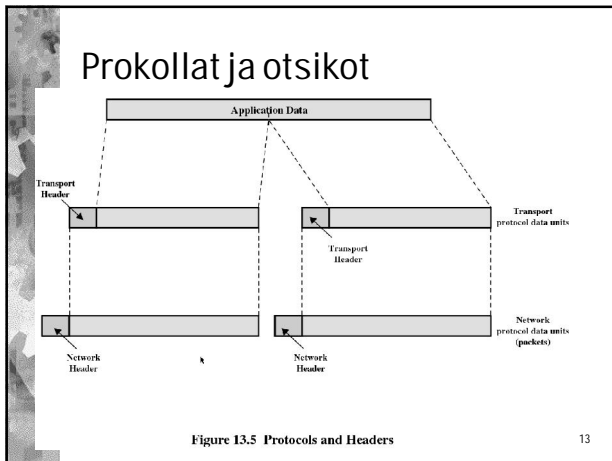 Prokollat ja otsikot
Application Data
Transport
Header
Transport
protocol data units
Transport
Header
Network
protocol data units
(packets)
Network
Header
Network
Header
Figure 13.5 Protocols and Headers
13